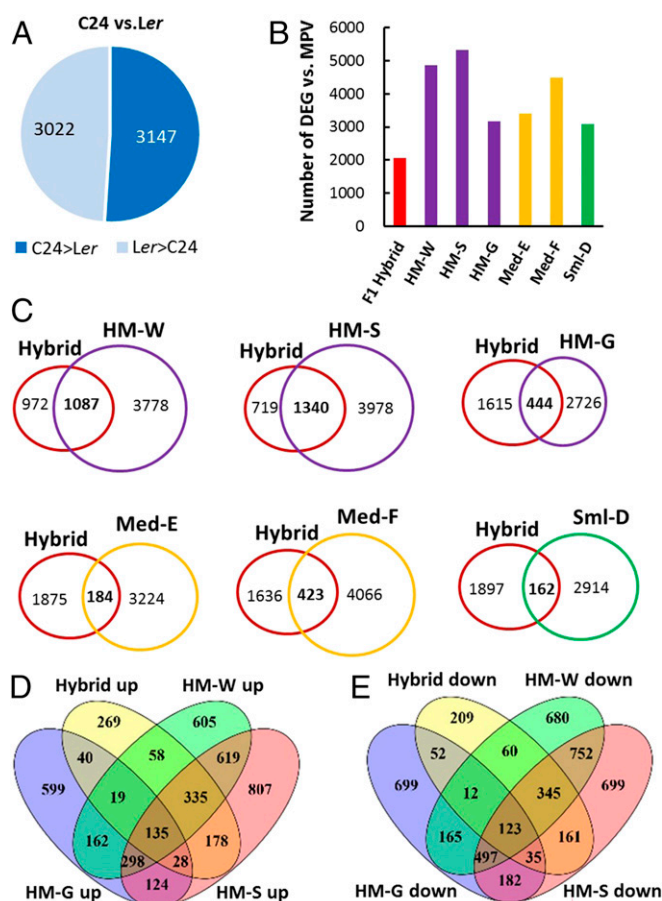 A
C24 vs.Ler
3022
3147
C24>Ler
Ler>C24
B
Number of DEG vs. MPV
6000
5000
4000
3000
2000
1000
0
F1 Hybrid
HM-W
HM-S
HM-G
Med-E
Med-F
Sml-D
C
Hybrid
HM-W
972
1087
3778
Hybrid
HM-S
719
1340
3978
Hybrid
HM-G
1615
444
2726
Hybrid
Med-E
1875
184
3224
Hybrid
Med-F
1636
423
4066
Hybrid
Sml-D
1897
162
2914
D
Hybrid up
HM-W up
269
605
40
58
619
599
19
335
807
135
162
178
298
28
124
HM-G up
HM-S up
E
Hybrid down
HM-W down
209
680
52
60
752
699
12
345
699
123
165
161
497
35
182
HM-G down
HM-S down